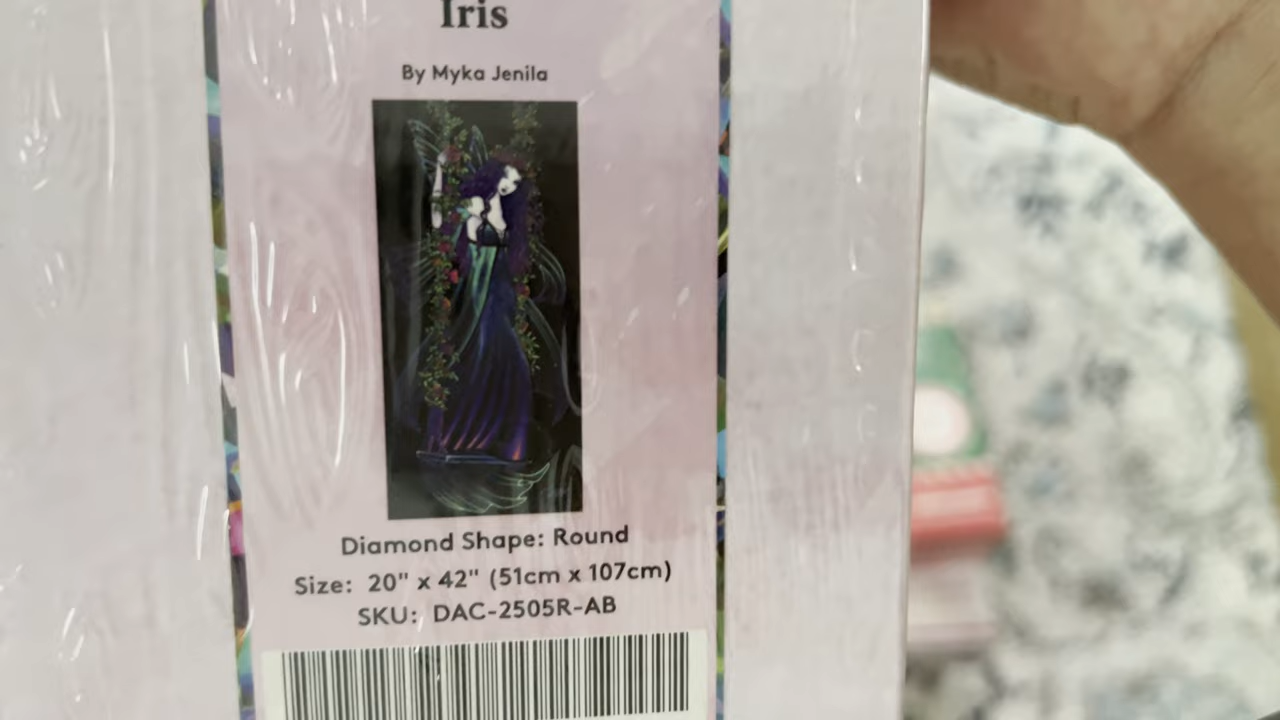 Iris
By Myka Jenila
Diamond Shape: Round
Size: 20" x 42" (51cm x 107cm)
SKU: DAC-2505R-AB